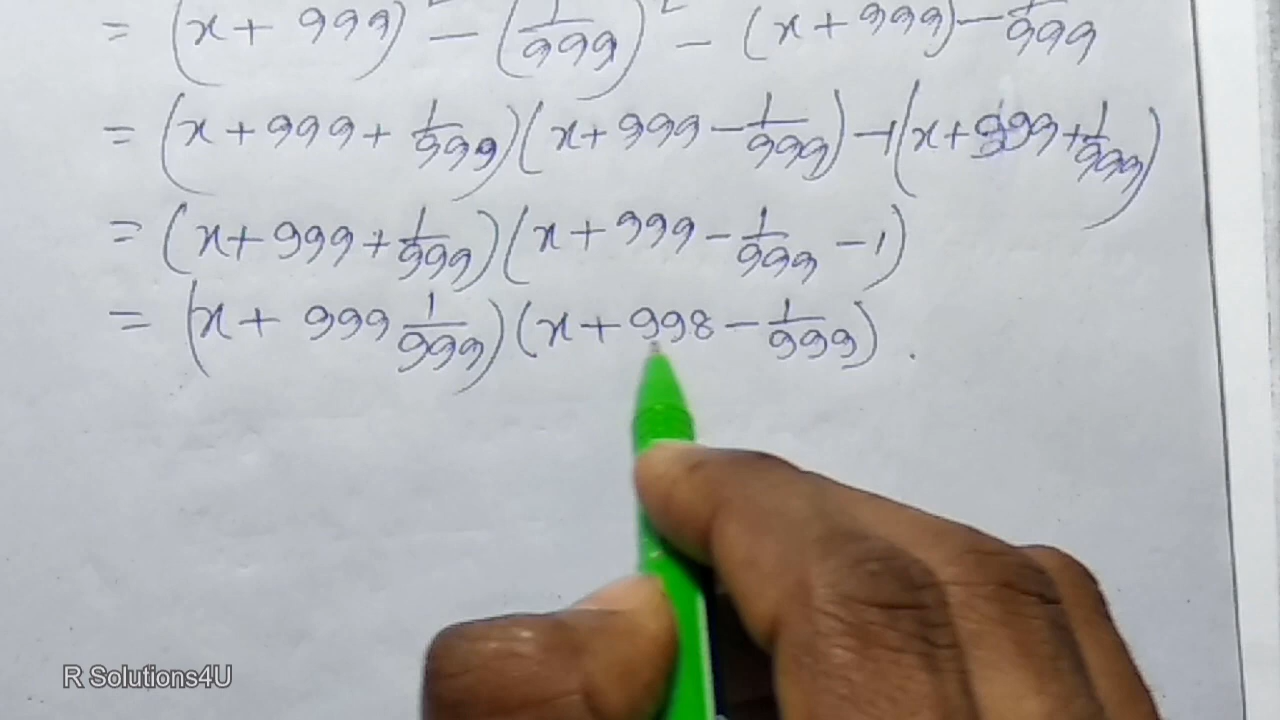 = (x + 999)² - (1/999)² - (x + 999) - 1/999
= (x + 999 + 1/999)(x + 999 - 1/999) - 1(x + 999 + 1/999)
= (x + 999 + 1/999)(x + 999 - 1/999 - 1)
= (x + 999 1/999)(x + 998 - 1/999).
R Solutions4U